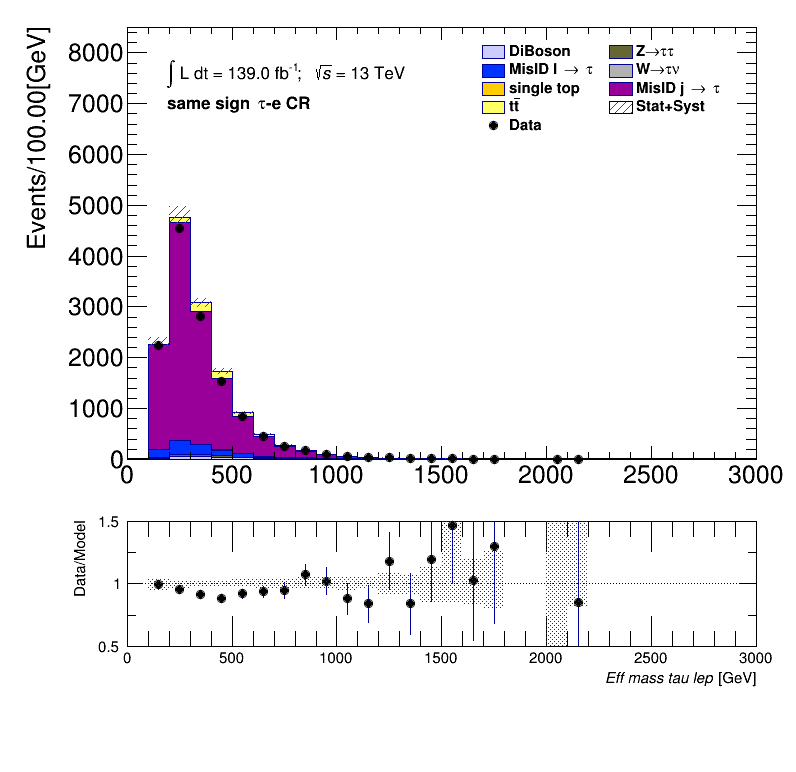 Events/100.00[GeV]
8000
7000
6000
5000
4000
3000
2000
1000
0
∫ L dt = 139.0 fb⁻¹; √s = 13 TeV
same sign τ-e CR
DiBoson
MisID l → τ
single top
tt̄
Data
Z→ττ
W→τν
MisID j → τ
Stat+Syst
0 500 1000 1500 2000 2500 3000
Data/Model
1.5
1
0.5
0 500 1000 1500 2000 2500 3000
Eff mass tau lep [GeV]